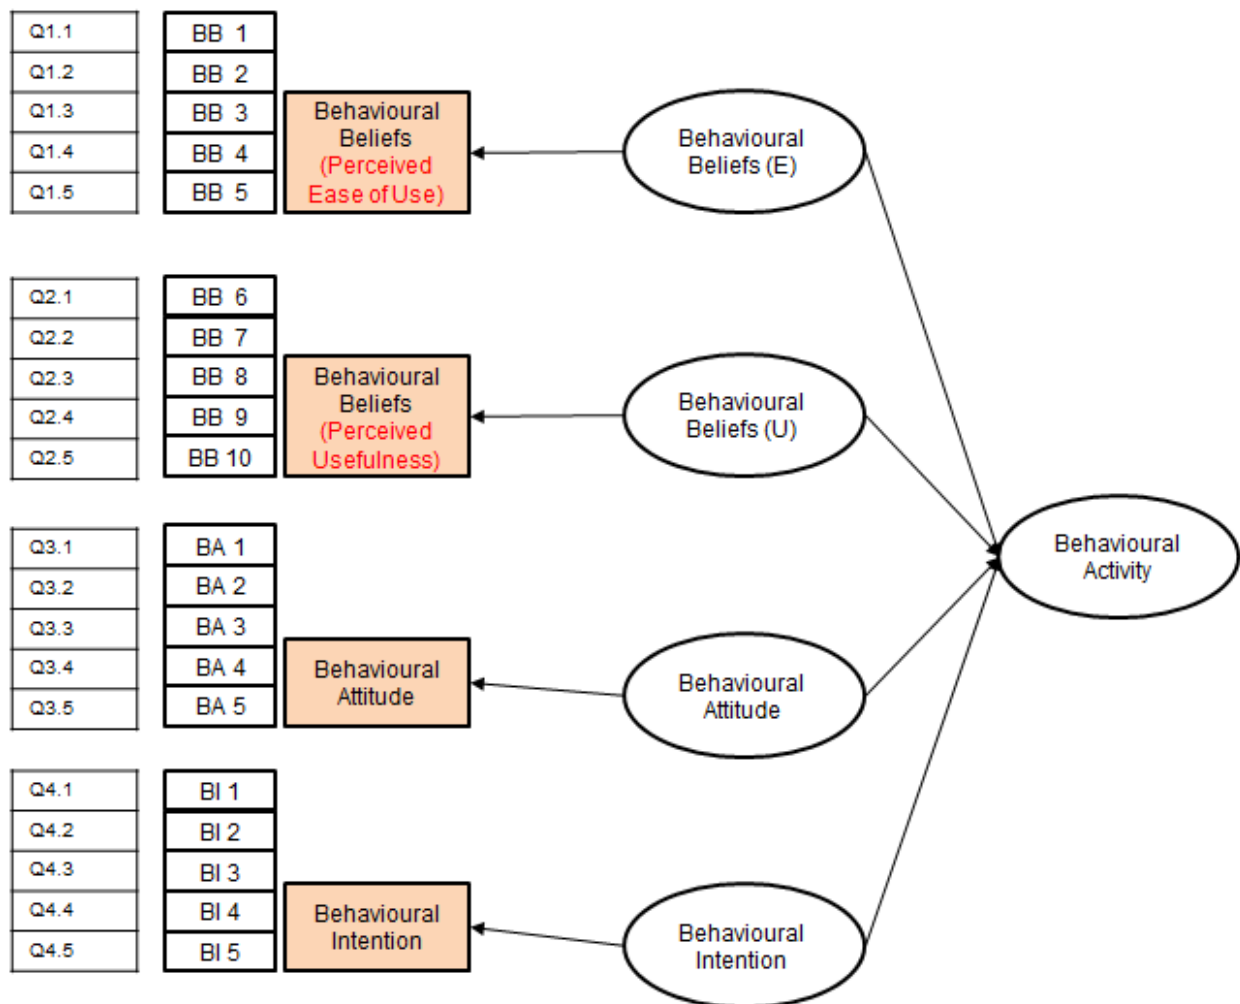 Q1.1 BB 1
Q1.2 BB 2
Q1.3 BB 3
Q1.4 BB 4
Q1.5 BB 5
Behavioural
Beliefs
(Perceived
Ease of Use)
Behavioural
Beliefs (E)
Q2.1 BB 6
Q2.2 BB 7
Q2.3 BB 8
Q2.4 BB 9
Q2.5 BB 10
Behavioural
Beliefs
(Perceived
Usefulness)
Behavioural
Beliefs (U)
Q3.1 BA 1
Q3.2 BA 2
Q3.3 BA 3
Q3.4 BA 4
Q3.5 BA 5
Behavioural
Attitude
Behavioural
Attitude
Q4.1 BI 1
Q4.2 BI 2
Q4.3 BI 3
Q4.4 BI 4
Q4.5 BI 5
Behavioural
Intention
Behavioural
Intention
Behavioural
Activity